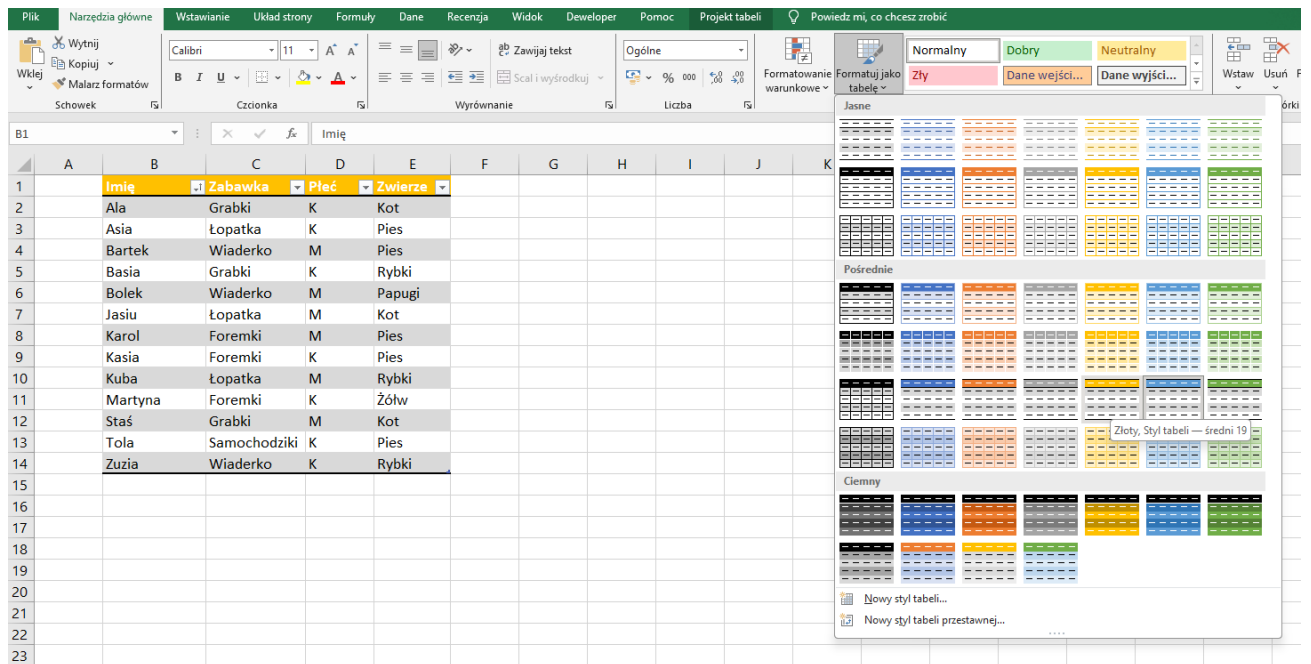 Plik Narzędzia główne Wstawianie Układ strony Formuły Dane Recenzja Widok Deweloper Pomoc Projekt tabeli Powiedz mi, co chcesz zrobić
Wklej
Wytnij
Kopiuj
Malarz formatów
Schowek
Calibri 11
B I U
Czcionka
Zawijaj tekst
Scal i wyśrodkuj
Wyrównanie
Ogólne
% 000
Liczba
Formatowanie warunkowe
Formatuj jako tabelę
Normalny Dobry Neutralny
Zły Dane wejści... Dane wyjści...
Wstaw Usuń F
órki
B1 fx Imię
A B C D E F G H I J K
1 Imię Zabawka Płeć Zwierze
2 Ala Grabki K Kot
3 Asia Łopatka K Pies
4 Bartek Wiaderko M Pies
5 Basia Grabki K Rybki
6 Bolek Wiaderko M Papugi
7 Jasiu Łopatka M Kot
8 Karol Foremki M Pies
9 Kasia Foremki K Pies
10 Kuba Łopatka M Rybki
11 Martyna Foremki K Żółw
12 Staś Grabki M Kot
13 Tola Samochodziki K Pies
14 Zuzia Wiaderko K Rybki
15
16
17
18
19
20
21
22
23
Jasne
Pośrednie
Złoty, Styl tabeli — średni 19
Ciemny
Nowy styl tabeli...
Nowy styl tabeli przestawnej...